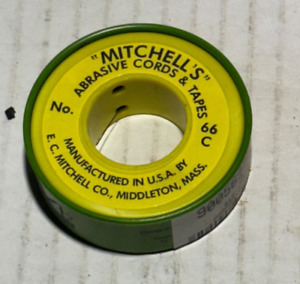 "MITCHELL'S"
ABRASIVE CORDS & TAPES
No. 66 C
MANUFACTURED IN U.S.A. BY
E. C. MITCHELL CO., MIDDLETON, MASS.